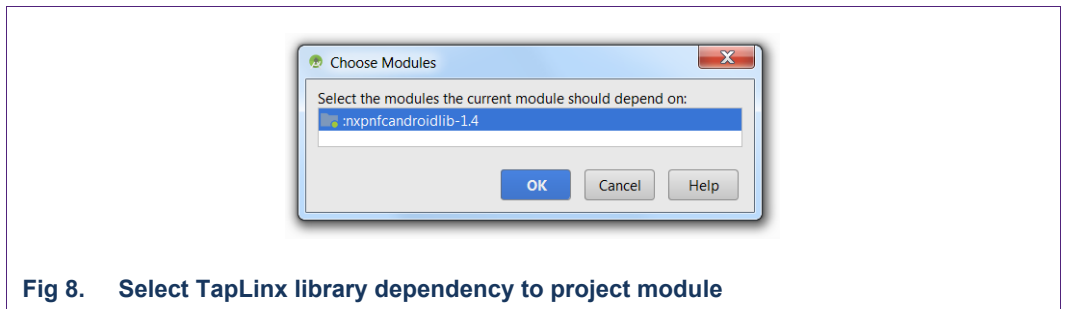 Choose Modules
X
Select the modules the current module should depend on:
:nxpnfcandroidlib-1.4
OK Cancel Help
Fig 8. Select TapLinx library dependency to project module